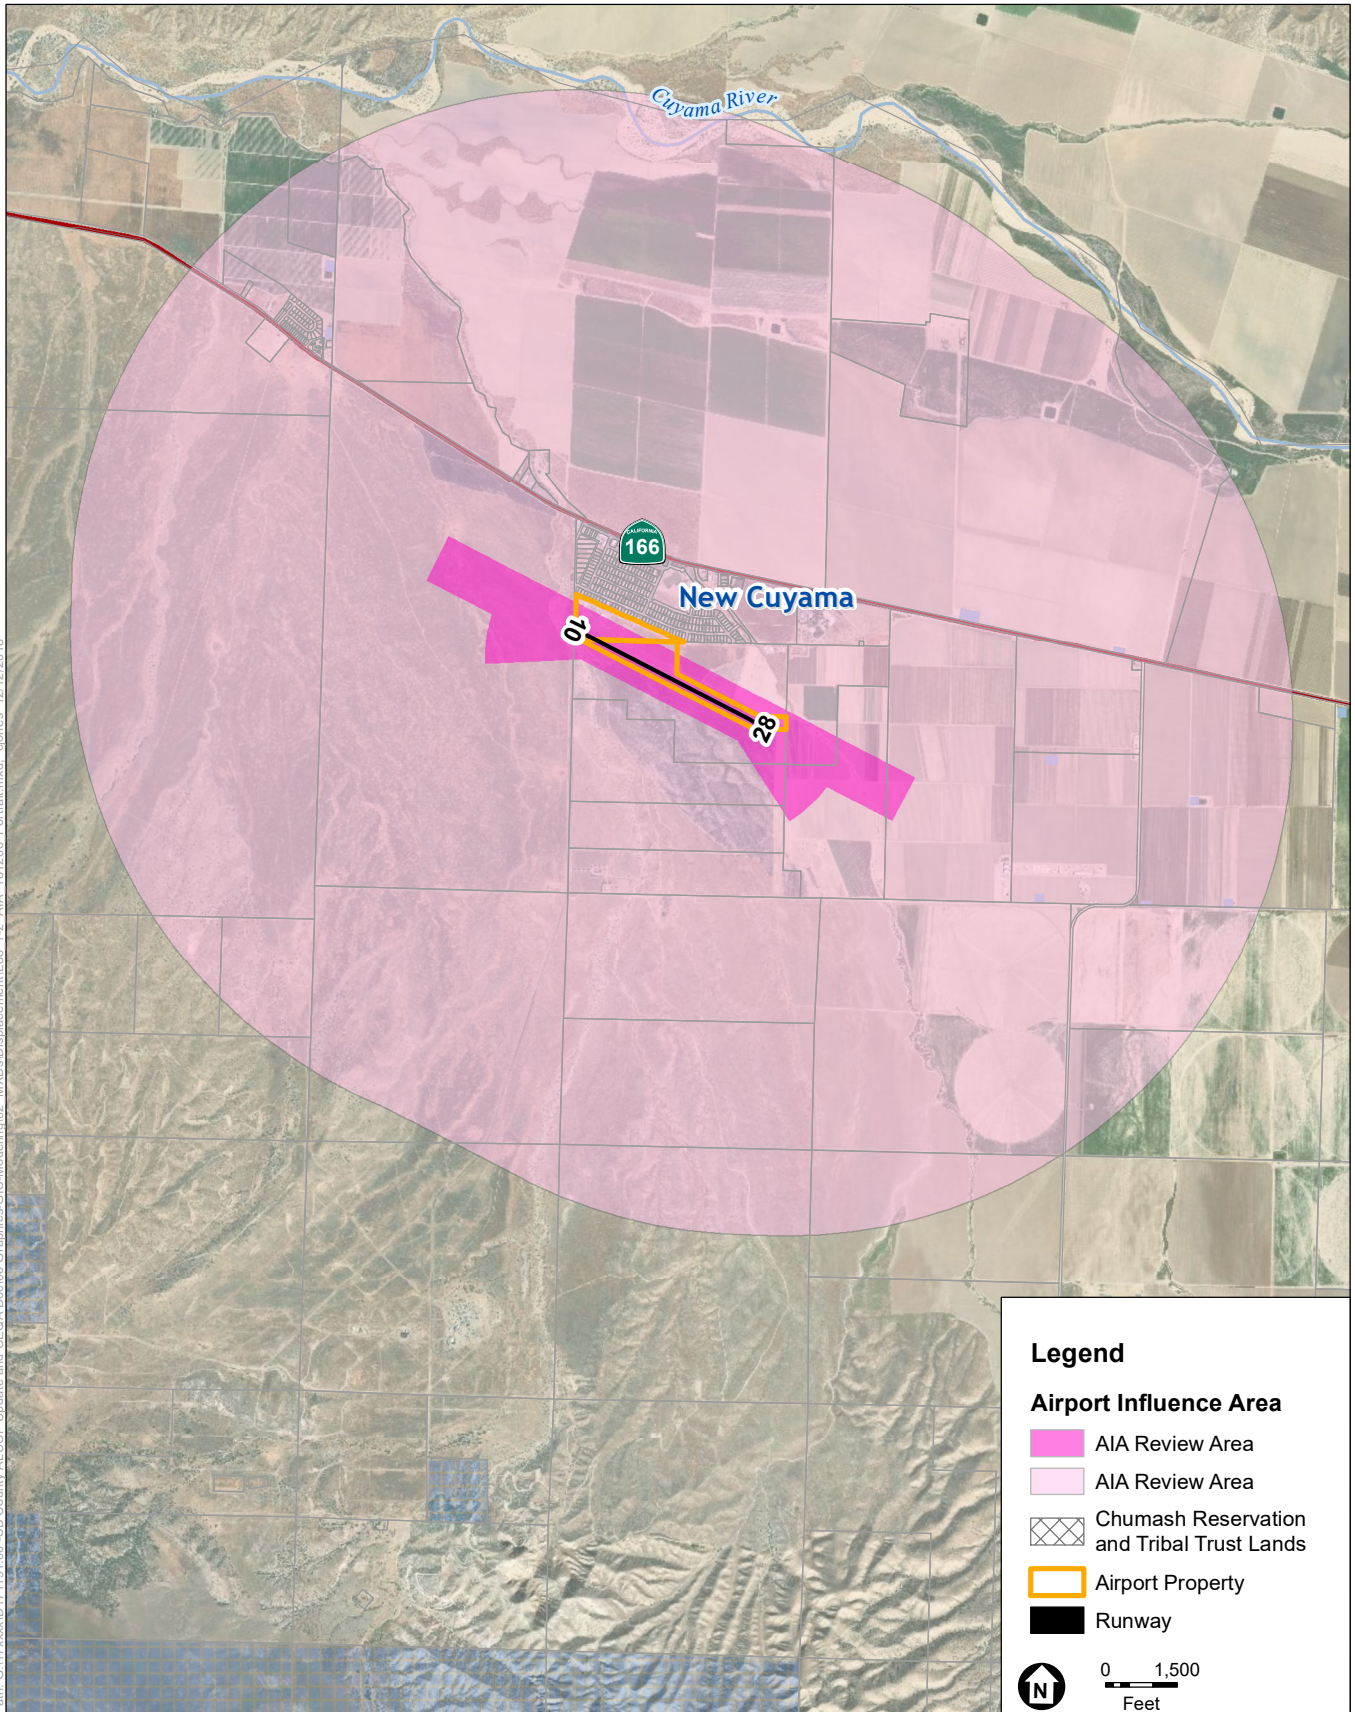 Cuyama River
CALIFORNIA
166
New Cuyama
10
28
Legend
Airport Influence Area
AIA Review Area
AIA Review Area
Chumash Reservation
and Tribal Trust Lands
Airport Property
Runway
N
0 1,500
Feet